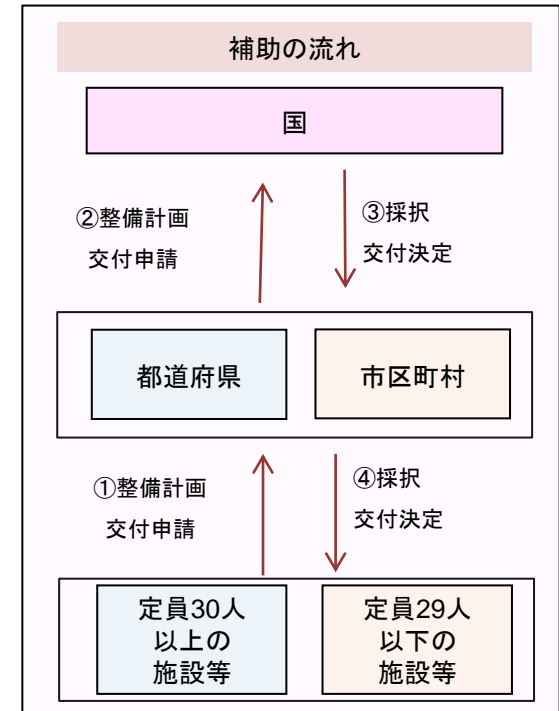 補助の流れ
国
②整備計画
交付申請
③採択
交付決定
都道府県
市区町村
①整備計画
交付申請
④採択
交付決定
定員30人
以上の
施設等
定員29人
以下の
施設等